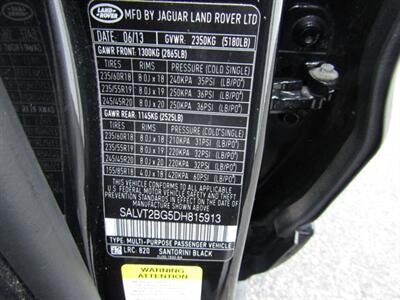 LAND ROVER
MFD BY JAGUAR LAND ROVER LTD
DATE: 06/13 GVWR: 2350KG (5180LB)
GAWR FRONT: 1300KG (2865LB)
TIRES RIMS PRESSURE (COLD SINGLE)
235/60R18 8.0J x 18 240KPA 35PSI (LB/PO²)
235/55R19 8.0J x 19 250KPA 36PSI (LB/PO²)
245/45R20 8.0J x 20 250KPA 36PSI (LB/PO²)
GAWR REAR: 1145KG (2525LB)
TIRES RIMS PRESSURE (COLD SINGLE)
235/60R18 8.0J x 18 210KPA 31PSI (LB/PO²)
235/55R19 8.0J x 19 220KPA 32PSI (LB/PO²)
245/45R20 8.0J x 20 220KPA 32PSI (LB/PO²)
155/85R18 4.0J x 18 420KPA 60PSI (LB/PO²)
THIS VEHICLE CONFORMS TO ALL APPLICABLE
U.S. FEDERAL MOTOR VEHICLE SAFETY AND
THEFT PREVENTION STANDARDS IN EFFECT ON
THE DATE OF MANUFACTURE SHOWN ABOVE.
SALVT2BG5DH815913
TYPE: MULTI-PURPOSE PASSENGER VEHICLE
LRC: 820 SANTORINI BLACK
WARNING